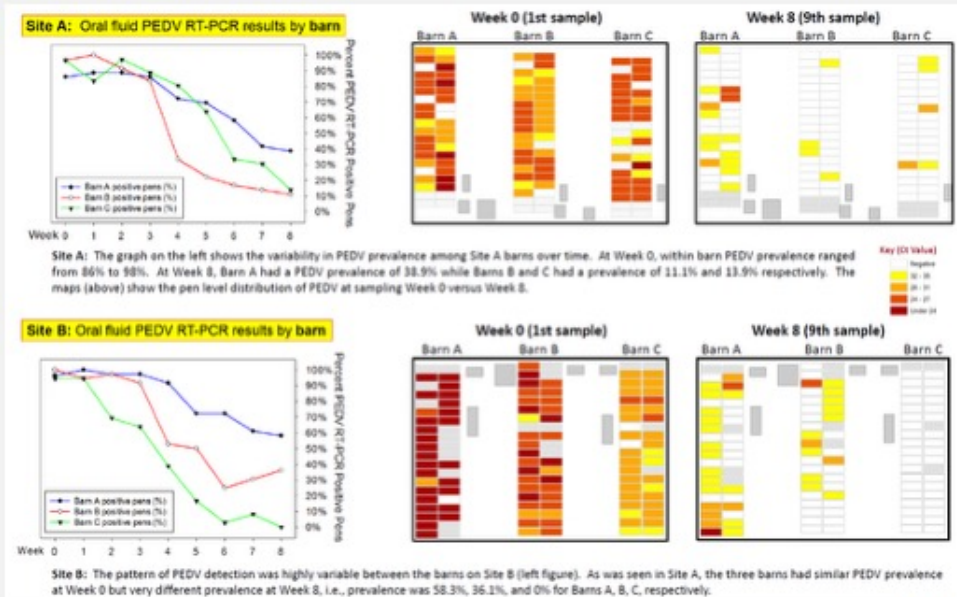 Site A: Oral fluid PEDV RT-PCR results by barn
Week 0 (1st sample)
Week 8 (9th sample)
Barn A
Barn B
Barn C
Barn A
Barn B
Barn C
100%
90%
80%
70%
60%
50%
40%
30%
20%
10%
0%
Percent PEDV RT-PCR Positive Pens
Barn A positive pens (%)
Barn B positive pens (%)
Barn C positive pens (%)
Week 0 1 2 3 4 5 6 7 8
Site A: The graph on the left shows the variability in PEDV prevalence among Site A barns over time. At Week 0, within barn PEDV prevalence ranged
from 86% to 98%. At Week 8, Barn A had a PEDV prevalence of 38.9% while Barns B and C had a prevalence of 11.1% and 13.9% respectively. The
maps (above) show the pen level distribution of PEDV at sampling Week 0 versus Week 8.
Key (Ct Value)
Negative
32 - 35
28 - 31
24 - 27
Under 24
Site B: Oral fluid PEDV RT-PCR results by barn
Week 0 (1st sample)
Week 8 (9th sample)
Barn A
Barn B
Barn C
Barn A
Barn B
Barn C
100%
90%
80%
70%
60%
50%
40%
30%
20%
10%
0%
Percent PEDV RT-PCR Positive Pens
Barn A positive pens (%)
Barn B positive pens (%)
Barn C positive pens (%)
Week 0 1 2 3 4 5 6 7 8
Site B: The pattern of PEDV detection was highly variable between the barns on Site B (left figure). As was seen in Site A, the three barns had similar PEDV prevalence
at Week 0 but very different prevalence at Week 8, i.e., prevalence was 58.3%, 36.1%, and 0% for Barns A, B, C, respectively.